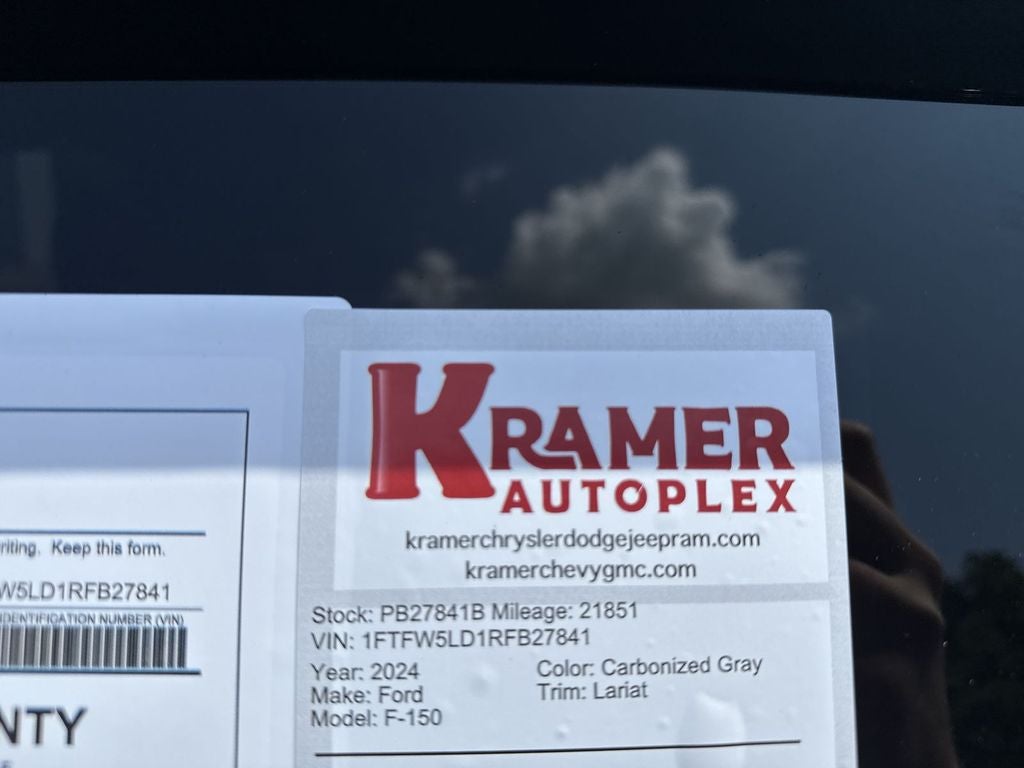 KRAMER
AUTOPLEX
kramerchryslerdodgejeepram.com
kramerchevygmc.com
Stock: PB27841B Mileage: 21851
VIN: 1FTFW5LD1RFB27841
Year: 2024
Color: Carbonized Gray
Make: Ford
Trim: Lariat
Model: F-150
riting. Keep this form.
W5LD1RFB27841
IDENTIFICATION NUMBER (VIN)
NTY